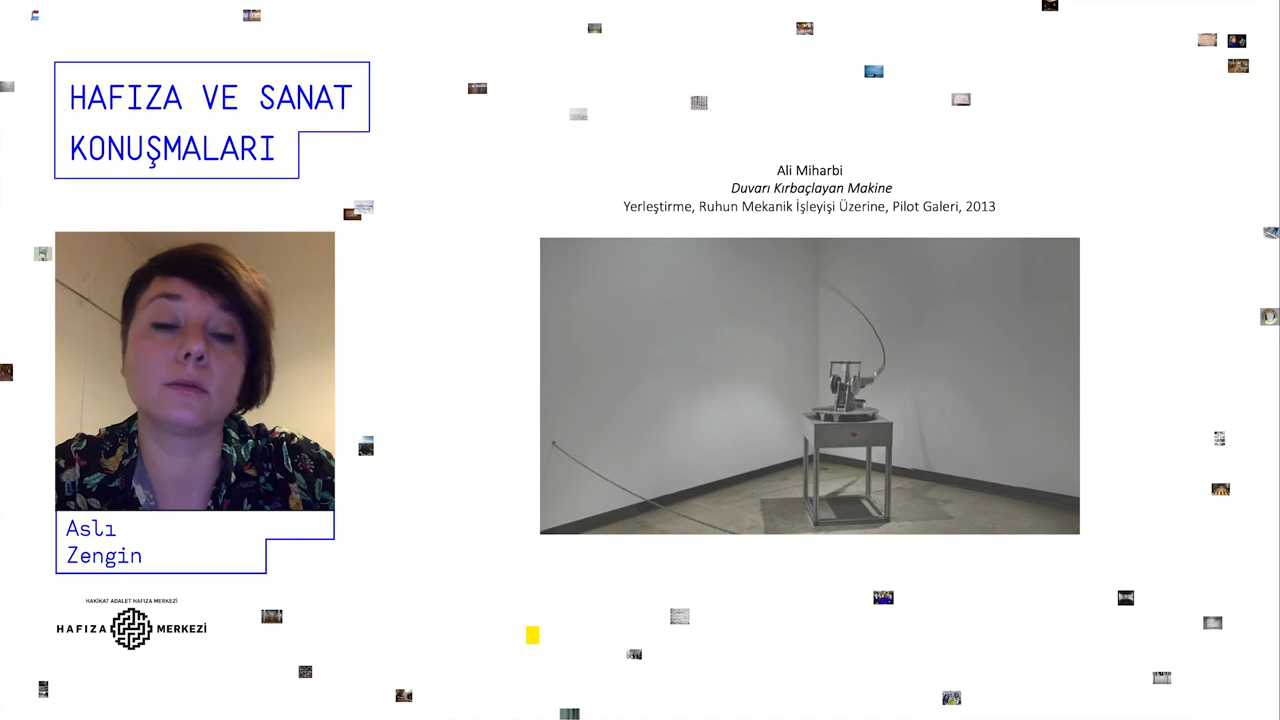 HAFIZA VE SANAT
KONUŞMALARI
Ali Miharbi
Duvarı Kırbaçlayan Makine
Yerleştirme, Ruhun Mekanik İşleyişi Üzerine, Pilot Galeri, 2013
Aslı
Zengin
HAKİKAT ADALET HAFIZA MERKEZİ
HAFIZA MERKEZİ